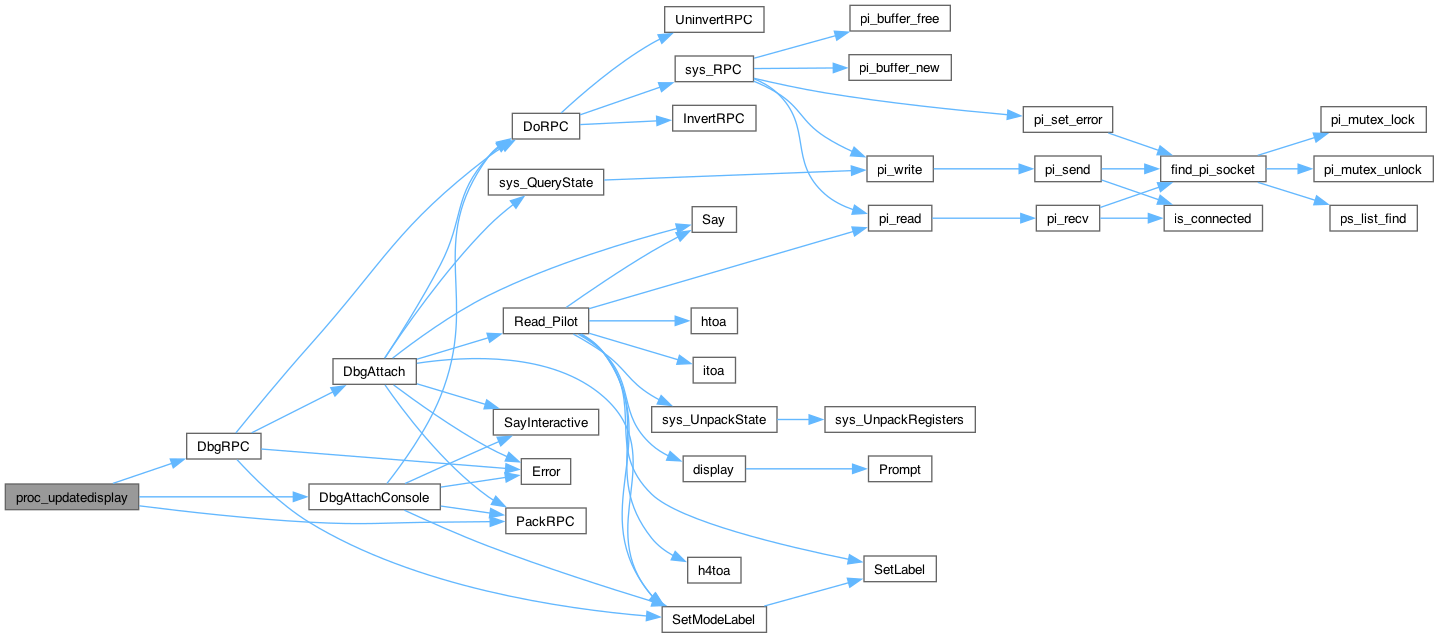 UninvertRPC
pi_buffer_free
sys_RPC
pi_buffer_new
DoRPC
InvertRPC
pi_set_error
pi_mutex_lock
sys_QueryState
pi_write
pi_send
find_pi_socket
pi_mutex_unlock
Say
pi_read
pi_recv
is_connected
ps_list_find
Read_Pilot
htoa
DbgAttach
itoa
SayInteractive
sys_UnpackState
sys_UnpackRegisters
DbgRPC
Error
display
Prompt
proc_updatedisplay
DbgAttachConsole
PackRPC
h4toa
SetLabel
SetModeLabel